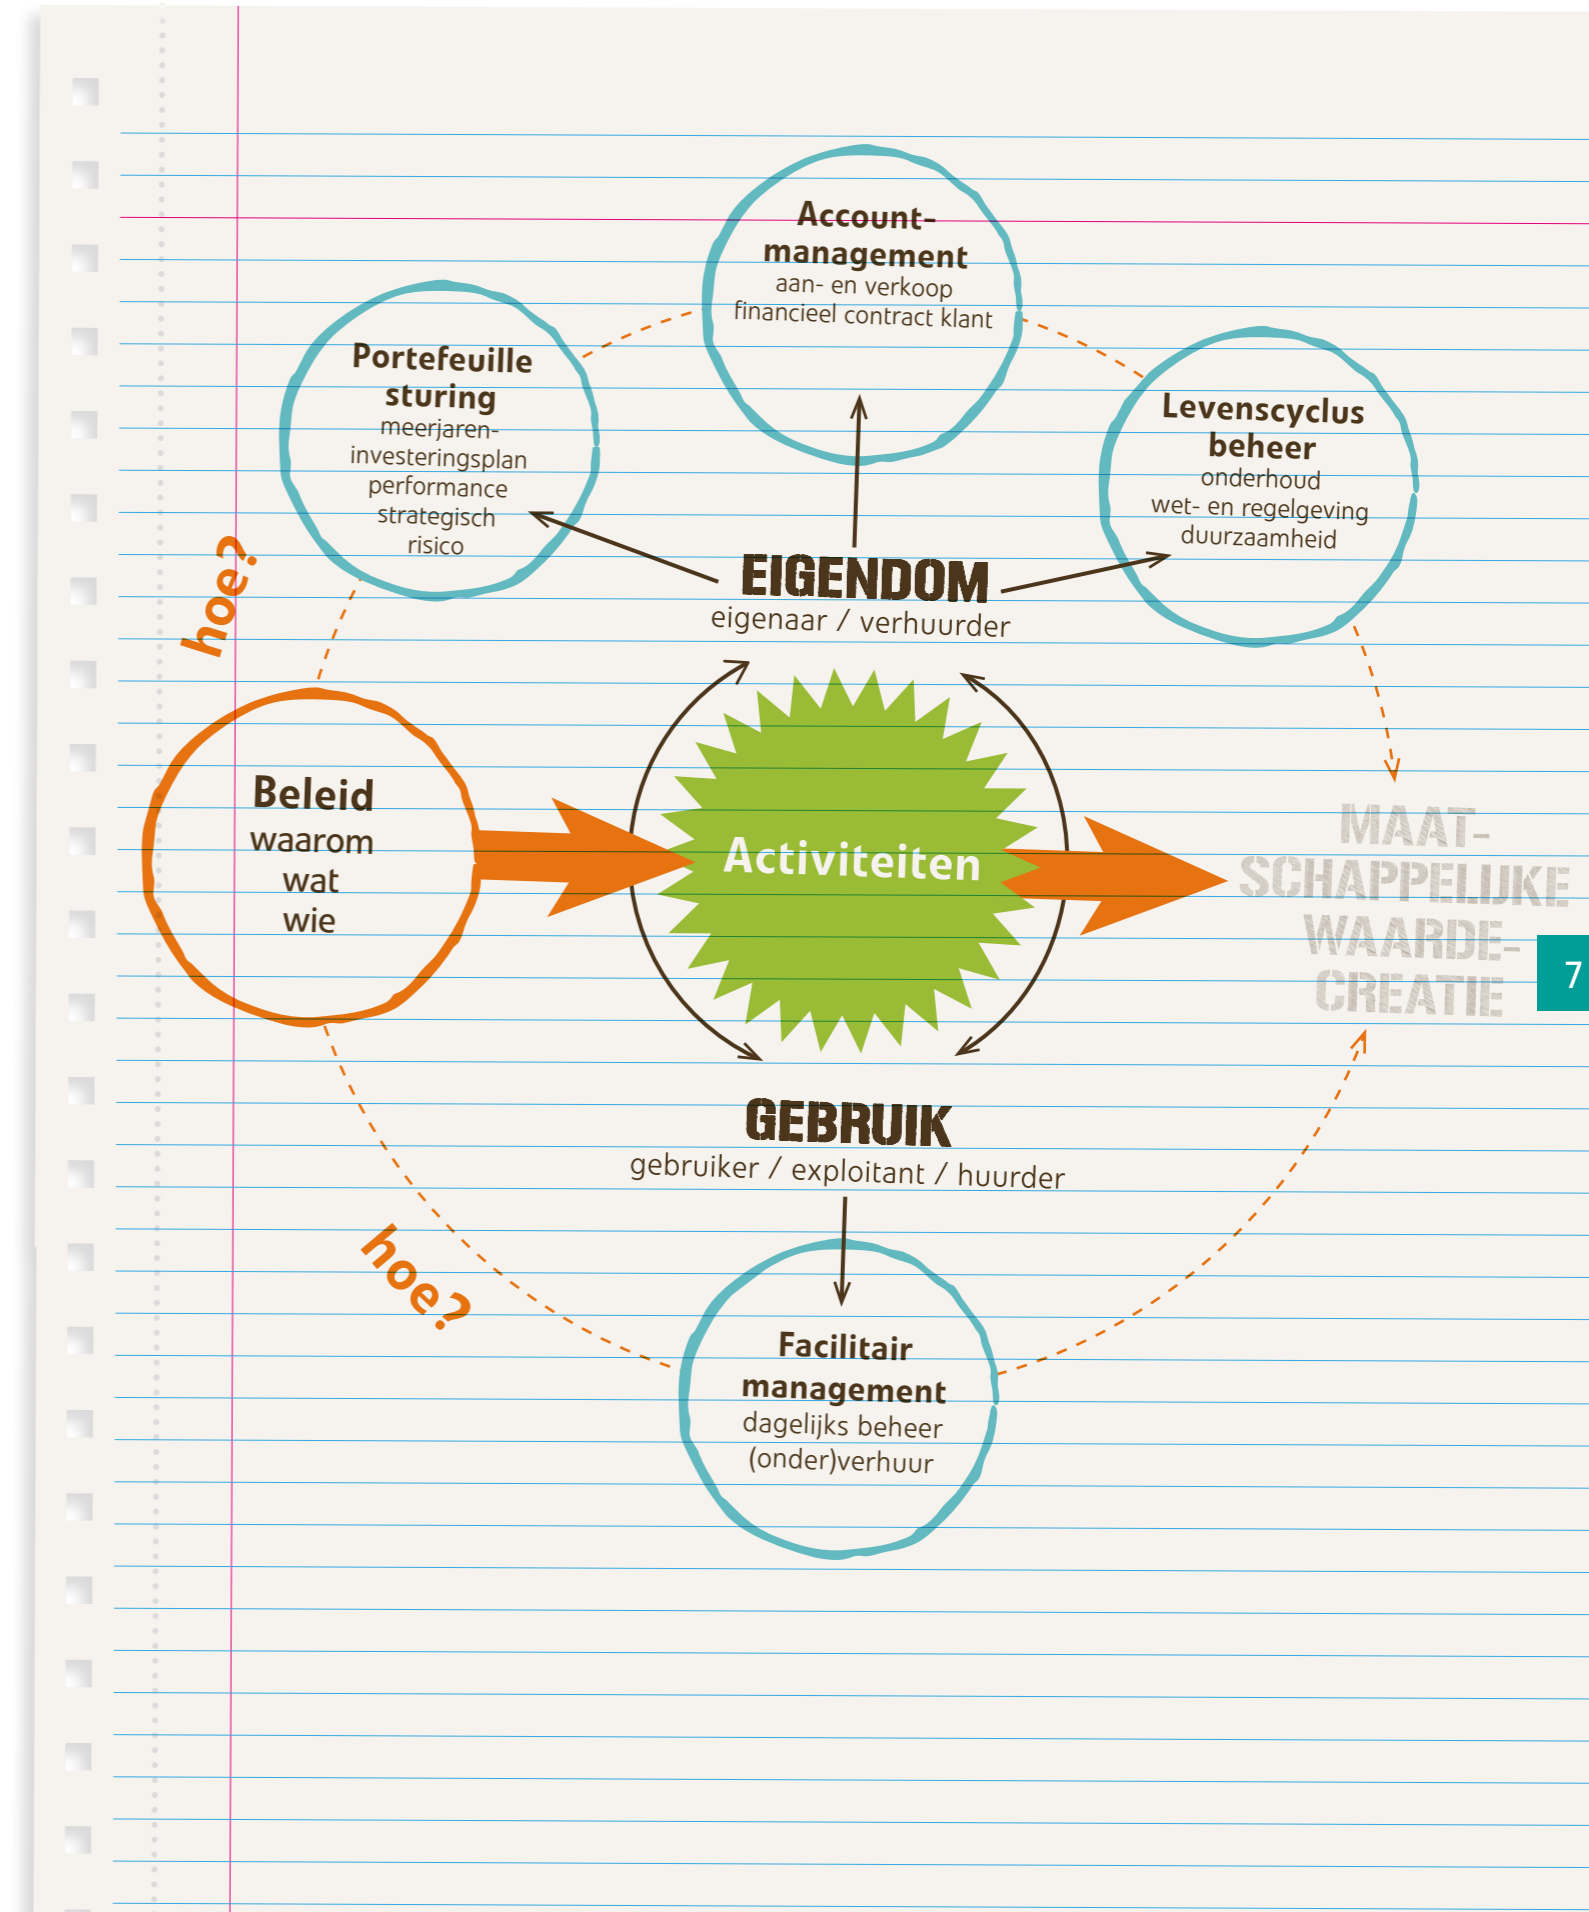 Account-
management
aan- en verkoop
financieel contract klant
Portefeuille
sturing
meerjaren-
investeringsplan
performance
strategisch
risico
Levenscyclus
beheer
onderhoud
wet- en regelgeving
duurzaamheid
hoe?
EIGENDOM
eigenaar / verhuurder
Beleid
waarom
wat
wie
Activiteiten
MAAT-
SCHAPPELIJKE
WAARDE-
CREATIE
7
GEBRUIK
gebruiker / exploitant / huurder
hoe?
Facilitair
management
dagelijks beheer
(onder)verhuur